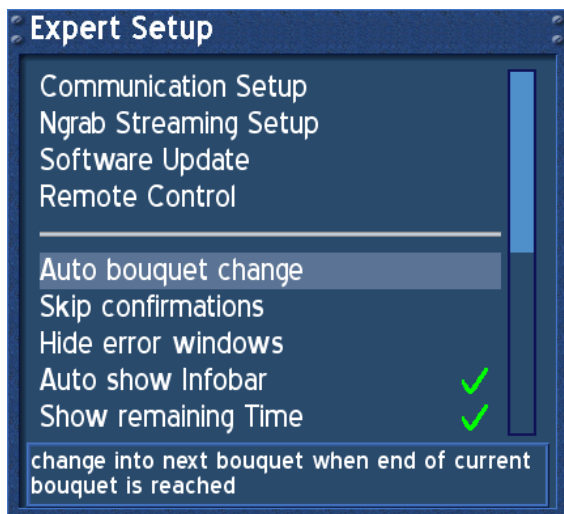 Expert Setup
Communication Setup
Ngrab Streaming Setup
Software Update
Remote Control
Auto bouquet change
Skip confirmations
Hide error windows
Auto show Infobar
Show remaining Time
change into next bouquet when end of current
bouquet is reached